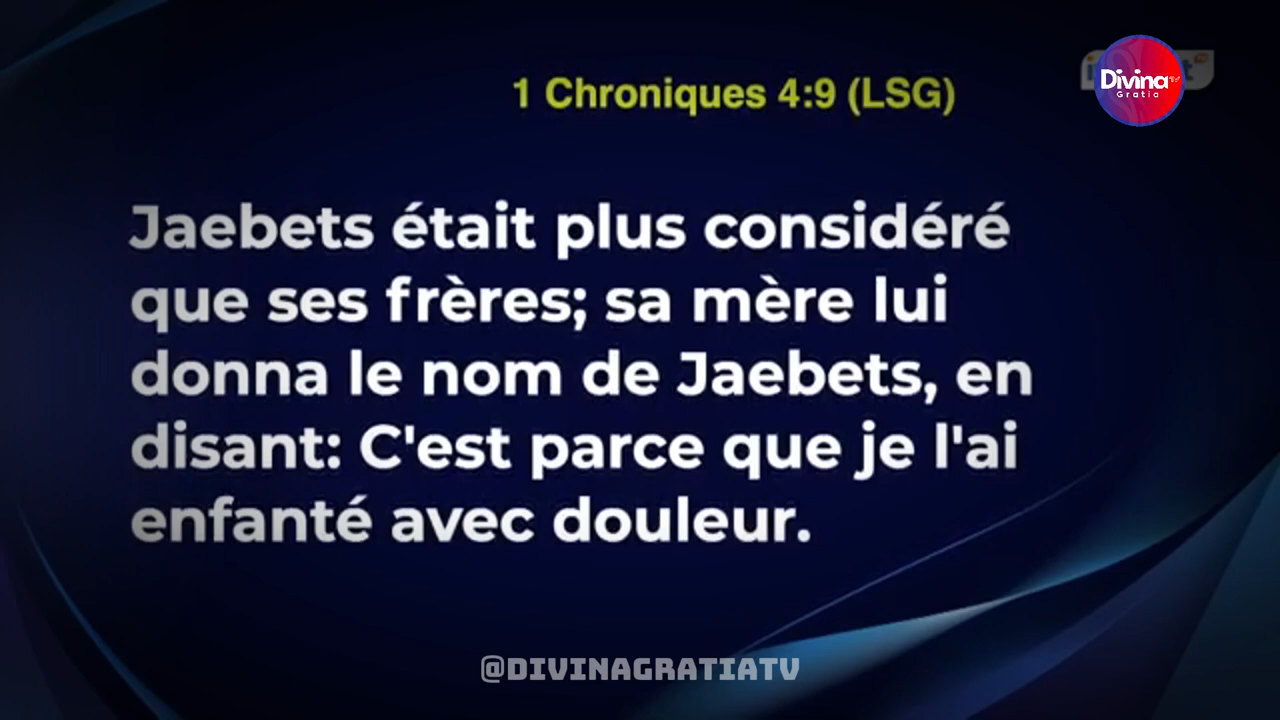 1 Chroniques 4:9 (LSG)
Divina
Gratia
Jaebets était plus considéré
que ses frères; sa mère lui
donna le nom de Jaebets, en
disant: C'est parce que je l'ai
enfanté avec douleur.
@DIVINAGRATIATV